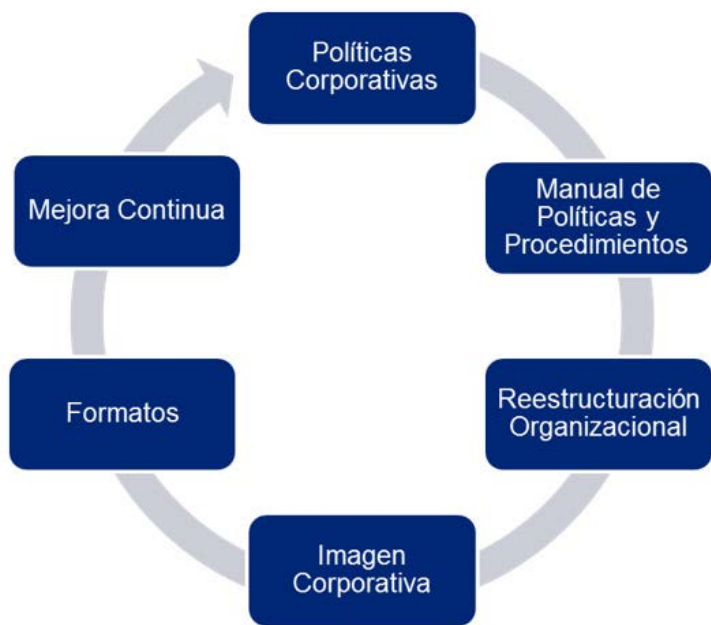 Políticas
Corporativas
Manual de
Políticas y
Procedimientos
Reestructuración
Organizacional
Imagen
Corporativa
Formatos
Mejora Continua